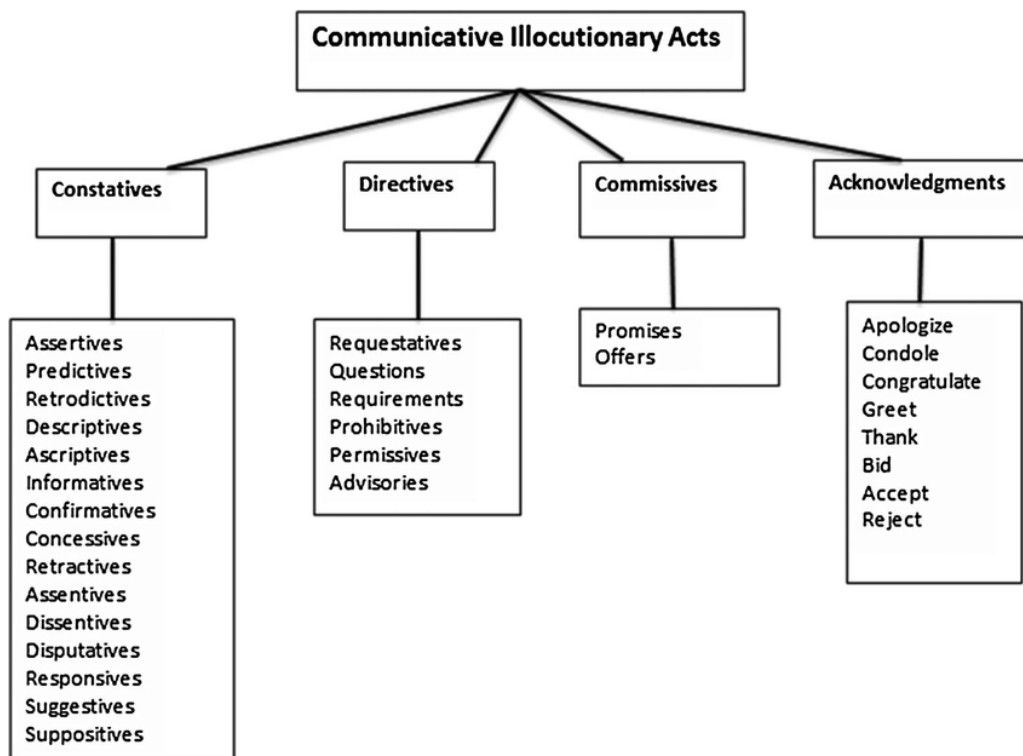 Communicative Illocutionary Acts
Constatives
Directives
Commissives
Acknowledgments
Assertives
Predictives
Retrodictives
Descriptives
Ascriptives
Informatives
Confirmatives
Concessives
Retractives
Assentives
Dissentives
Disputatives
Responsives
Suggestives
Suppositives
Requestatives
Questions
Requirements
Prohibitives
Permissives
Advisories
Promises
Offers
Apologize
Condole
Congratulate
Greet
Thank
Bid
Accept
Reject